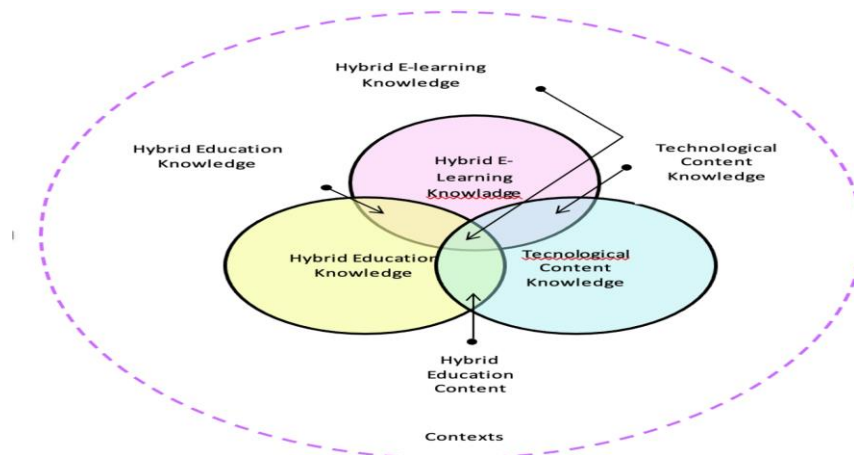 Hybrid E-learning
Knowledge
Hybrid Education
Knowledge
Technological
Content
Knowledge
Hybrid E-
Learning
Knowladge
Hybrid Education
Knowledge
Tecnological
Content
Knowledge
Hybrid
Education
Content
Contexts